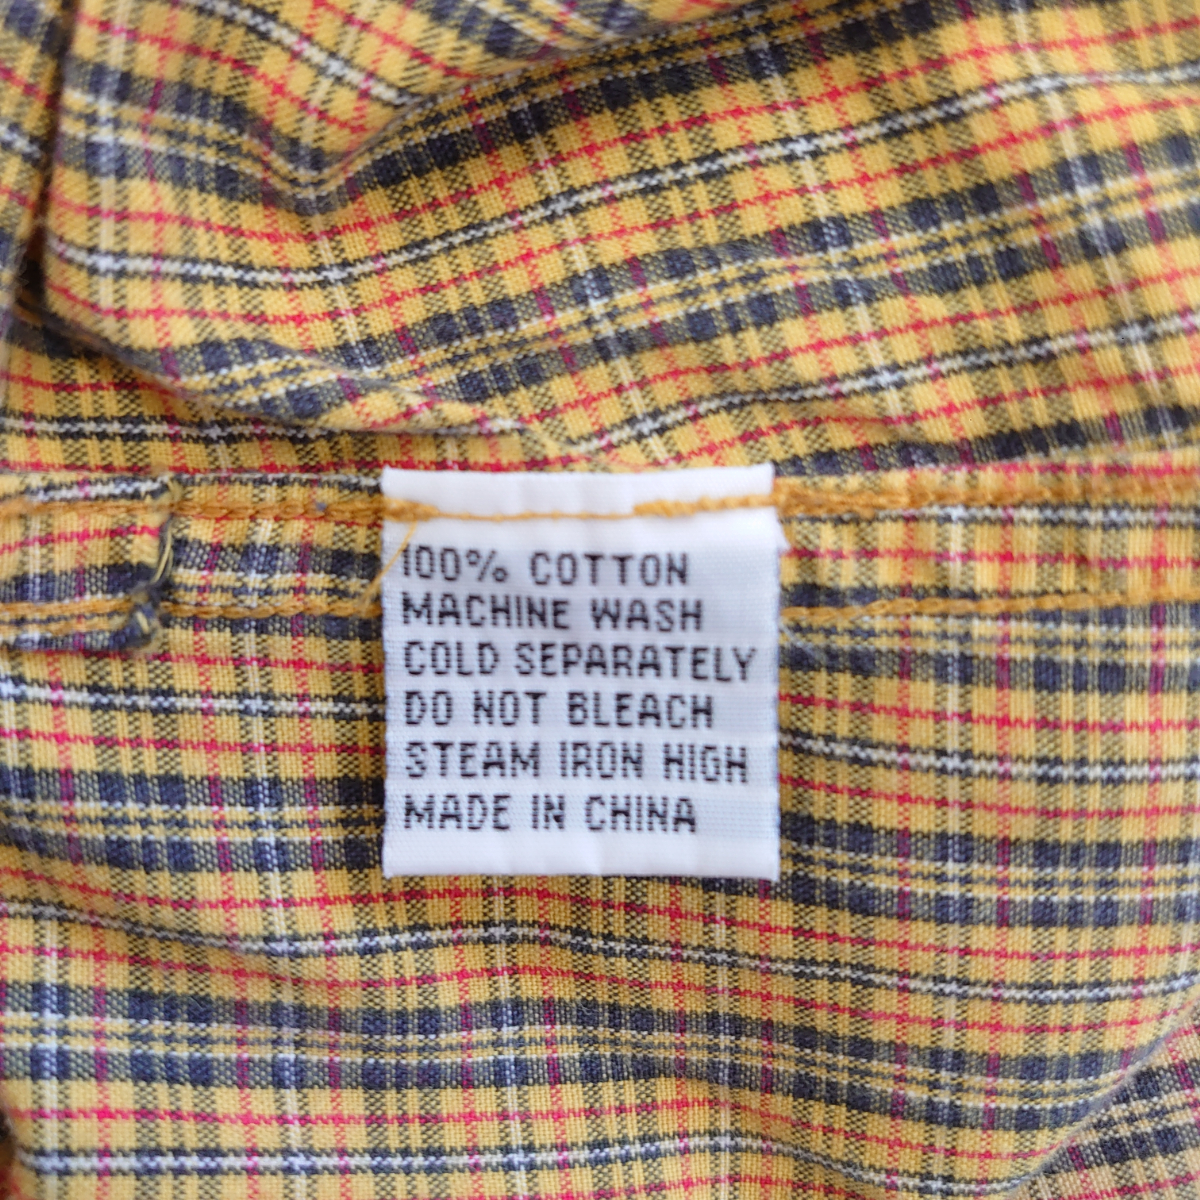 100% COTTON
MACHINE WASH
COLD SEPARATELY
DO NOT BLEACH
STEAM IRON HIGH
MADE IN CHINA